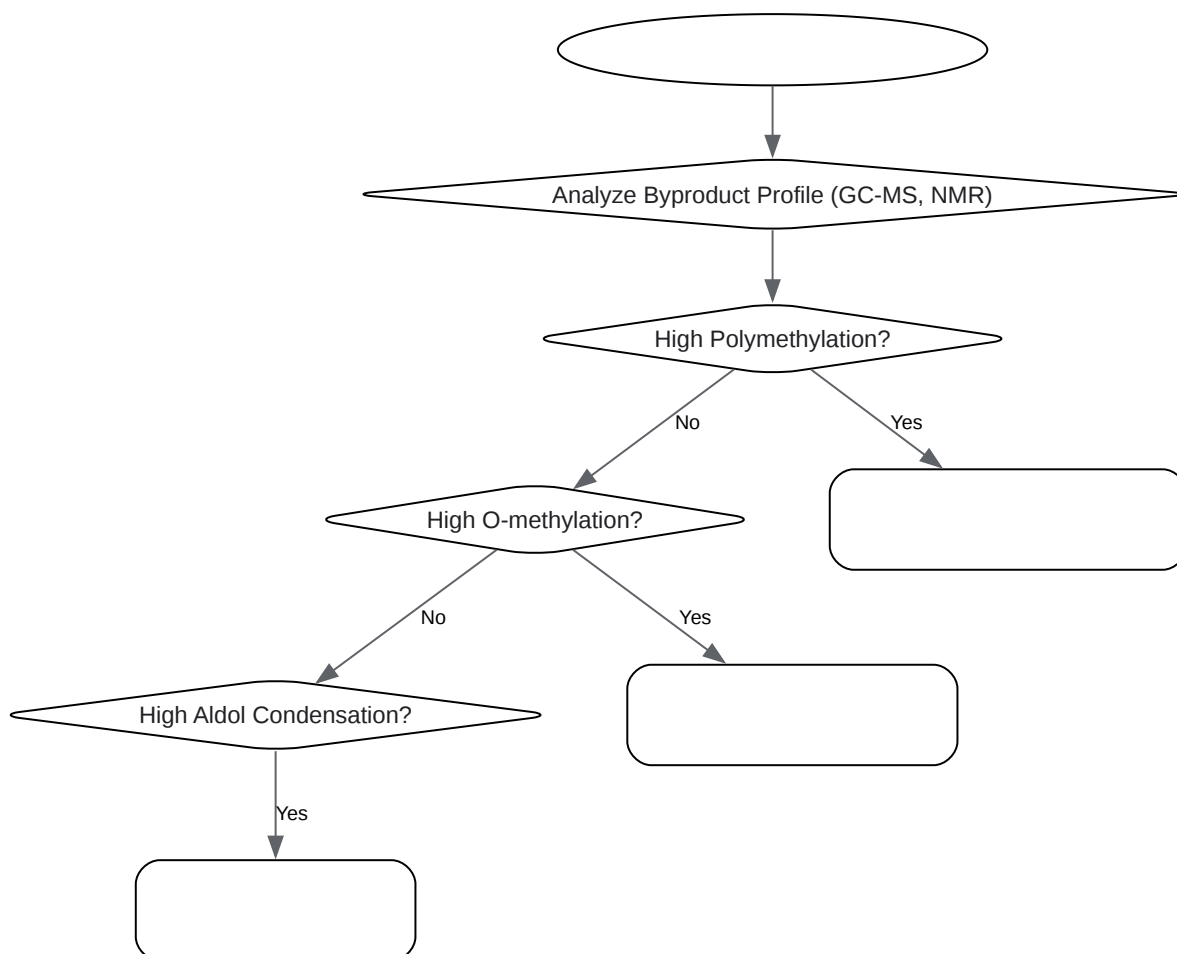 Analyze Byproduct Profile (GC-MS, NMR)
High Polymethylation?
No
Yes
High O-methylation?
No
Yes
High Aldol Condensation?
Yes